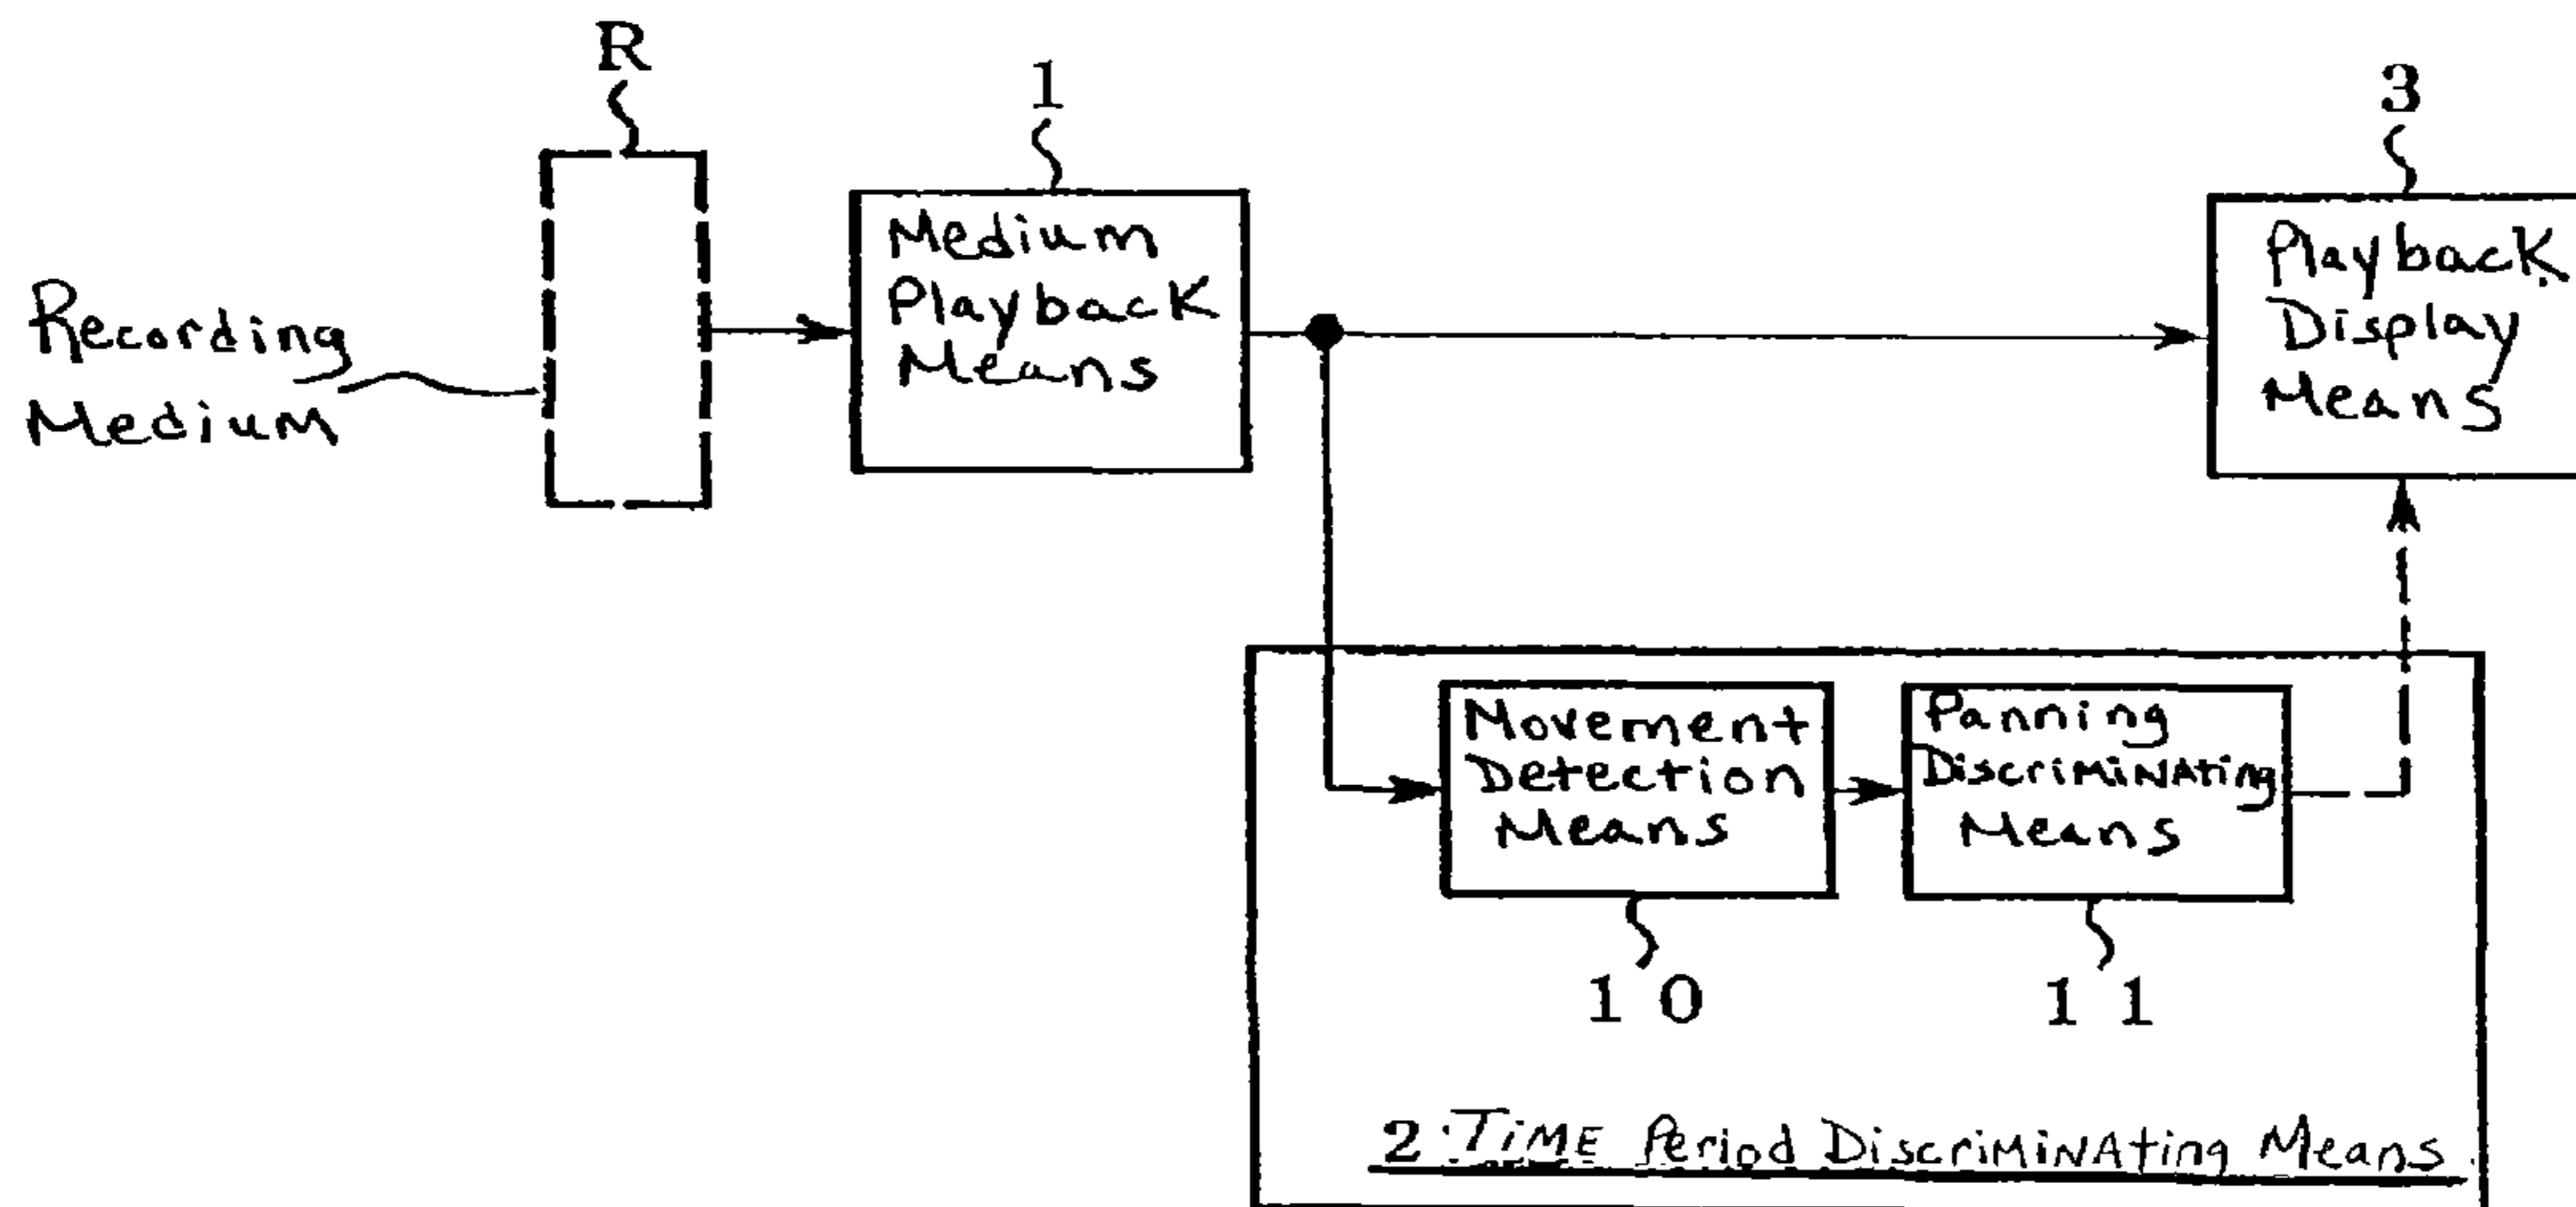 R
1
3
Recording
Medium
Medium
Playback
Means
Playback
Display
Means
Movement
Detection
Means
Panning
Discriminating
Means
10
11
2 Time Period Discriminating Means